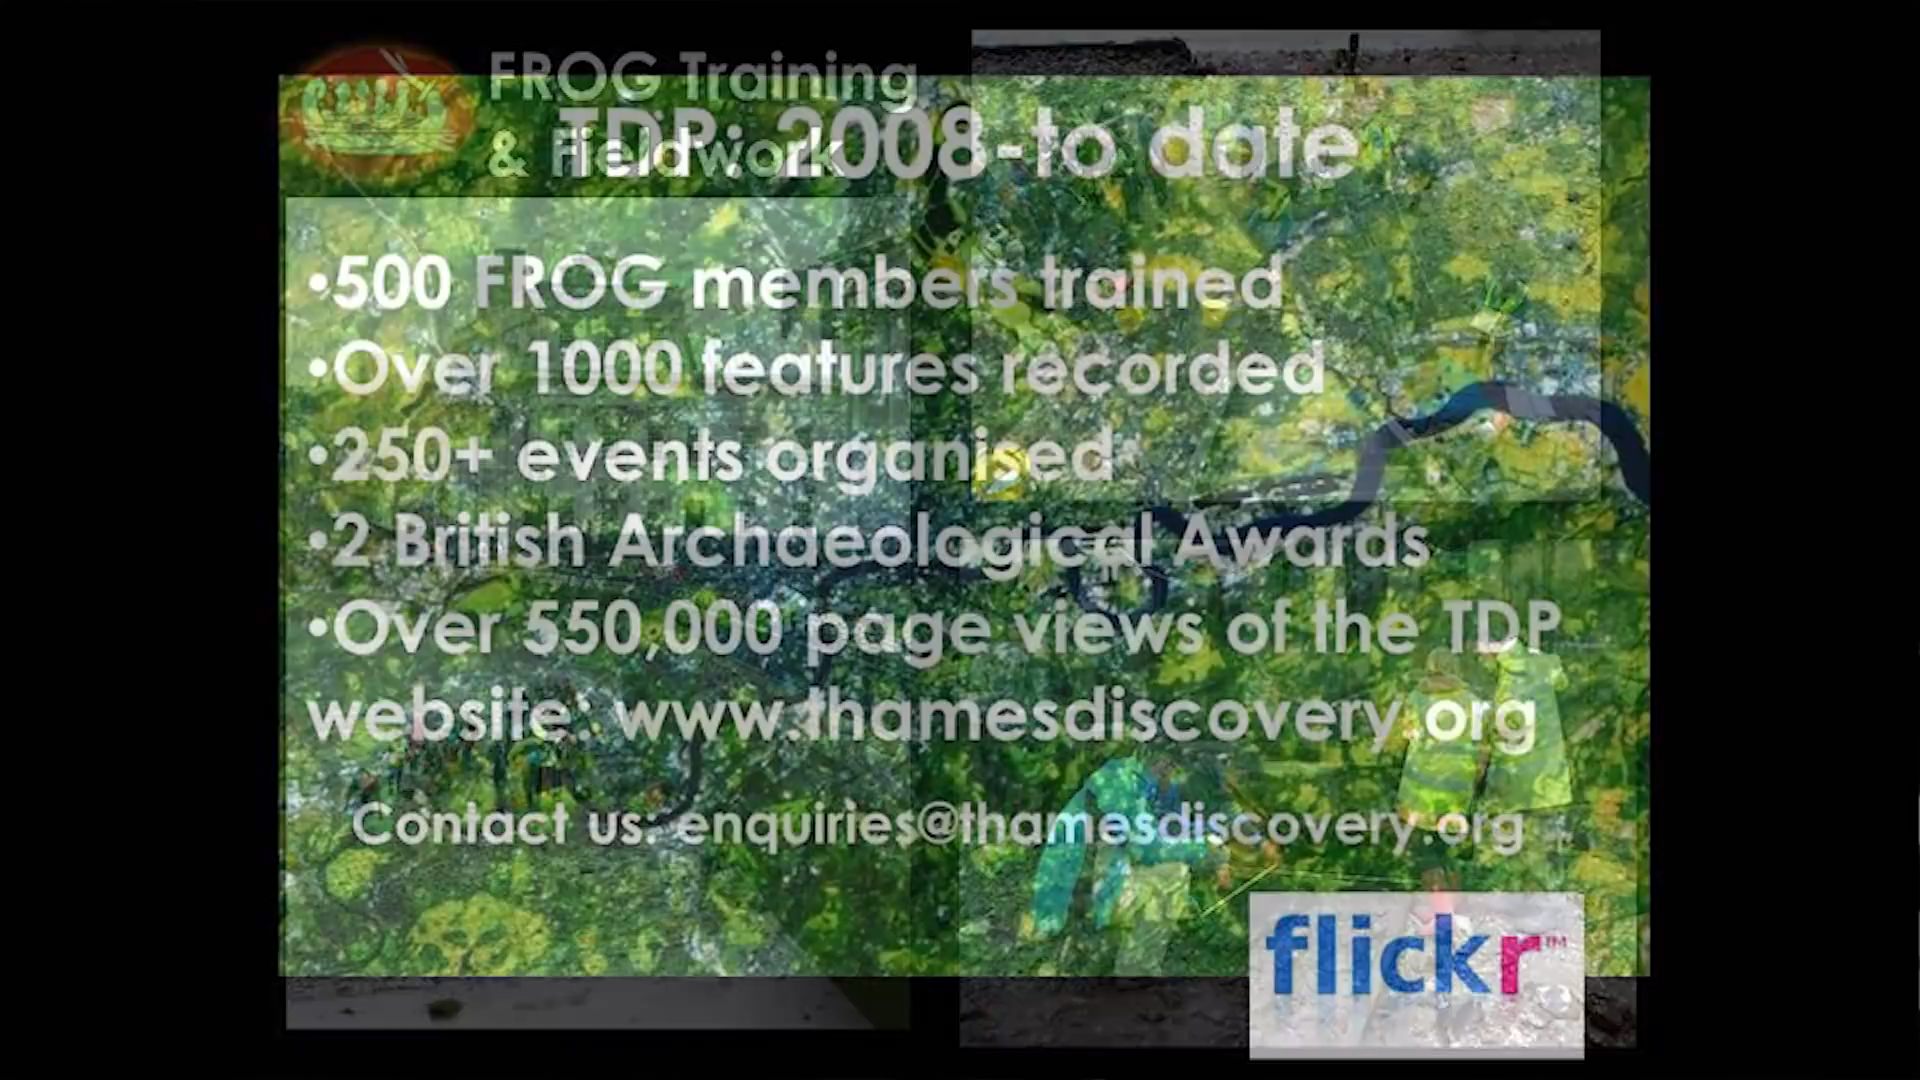 FROG Training
& Fieldwork
TDP: 2008-to date
•500 FROG members trained
•Over 1000 features recorded
•250+ events organised
•2 British Archaeological Awards
•Over 550,000 page views of the TDP
website: www.thamesdiscovery.org
Contact us: enquiries@thamesdiscovery.org
flickr™